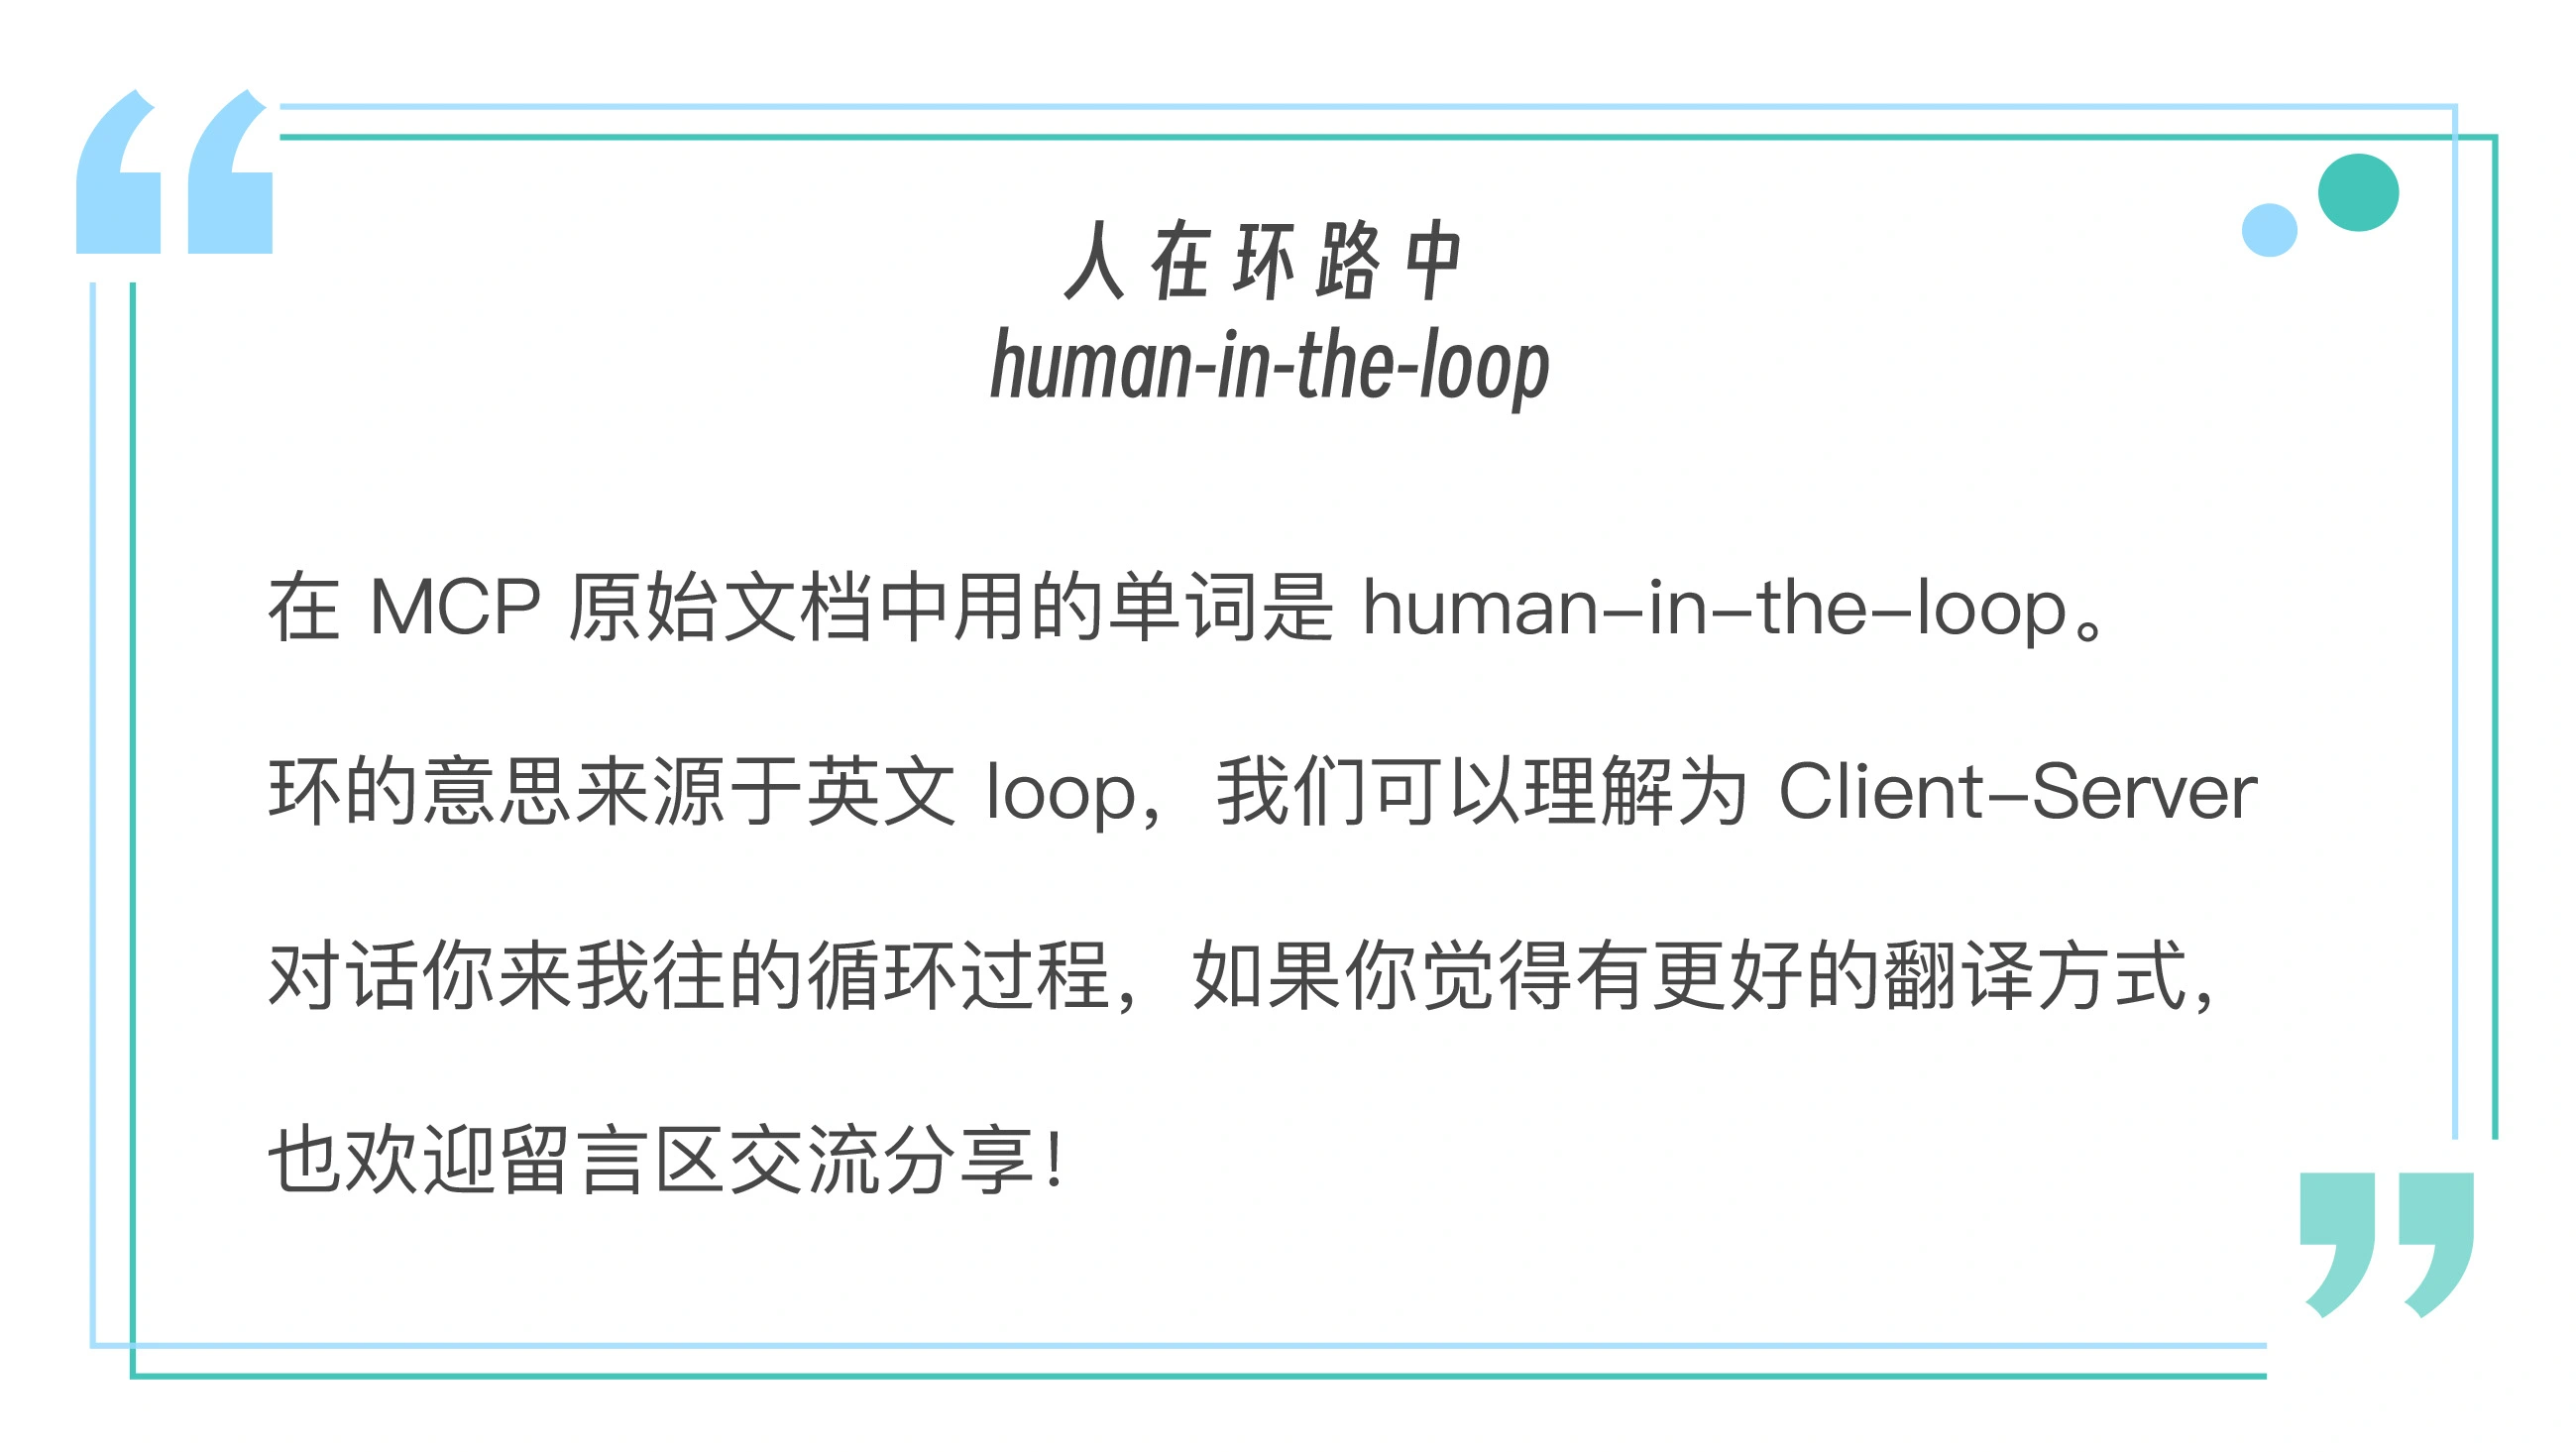 人在环路中
human-in-the-loop
在 MCP 原始文档中用的单词是 human-in-the-loop。
环的意思来源于英文 loop，我们可以理解为 Client-Server
对话你来我往的循环过程，如果你觉得有更好的翻译方式，
也欢迎留言区交流分享！